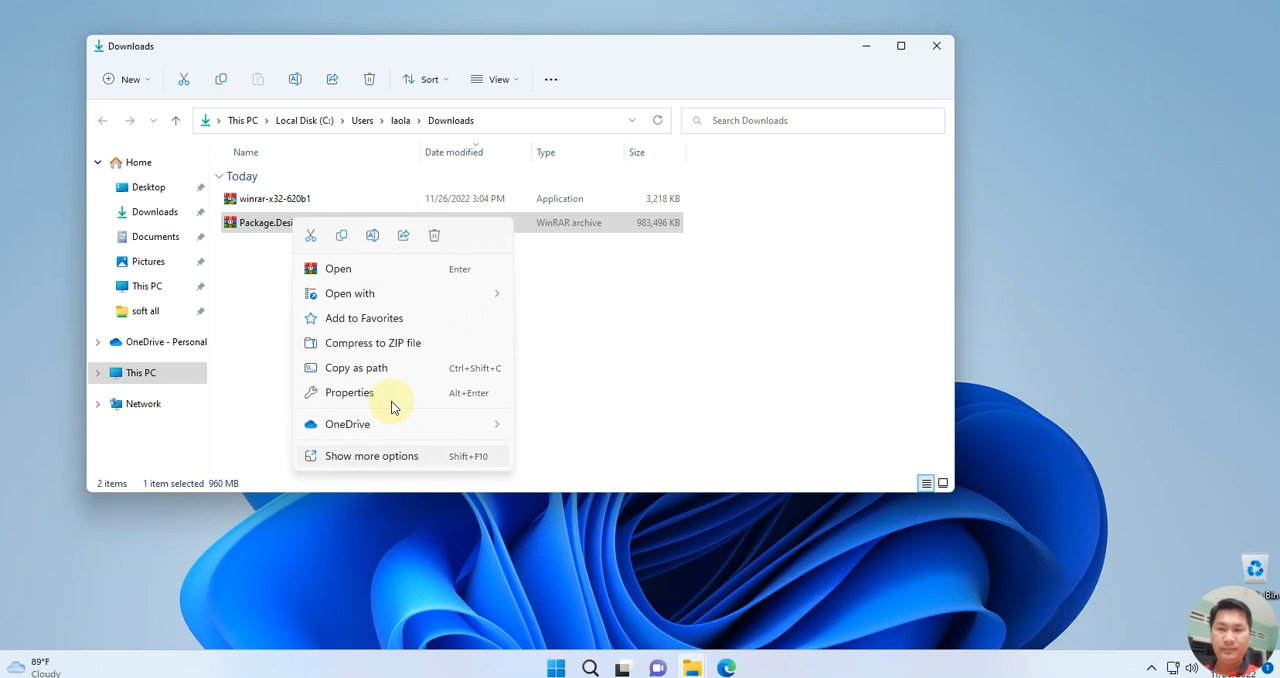 Downloads
New
Sort
View
This PC
Local Disk (C:)
Users
laola
Downloads
Search Downloads
Name
Date modified
Type
Size
Home
Today
Desktop
winrar-x32-620b1
11/26/2022 3:04 PM
Application
3,218 KB
Downloads
WinRAR archive
983,496 KB
Documents
Pictures
This PC
soft all
OneDrive - Personal
This PC
Network
Open
Enter
Open with
Add to Favorites
Compress to ZIP file
Copy as path
Ctrl+Shift+C
Properties
Alt+Enter
OneDrive
Show more options
Shift+F10
2 items
1 item selected 960 MB
89°F
Cloudy
1